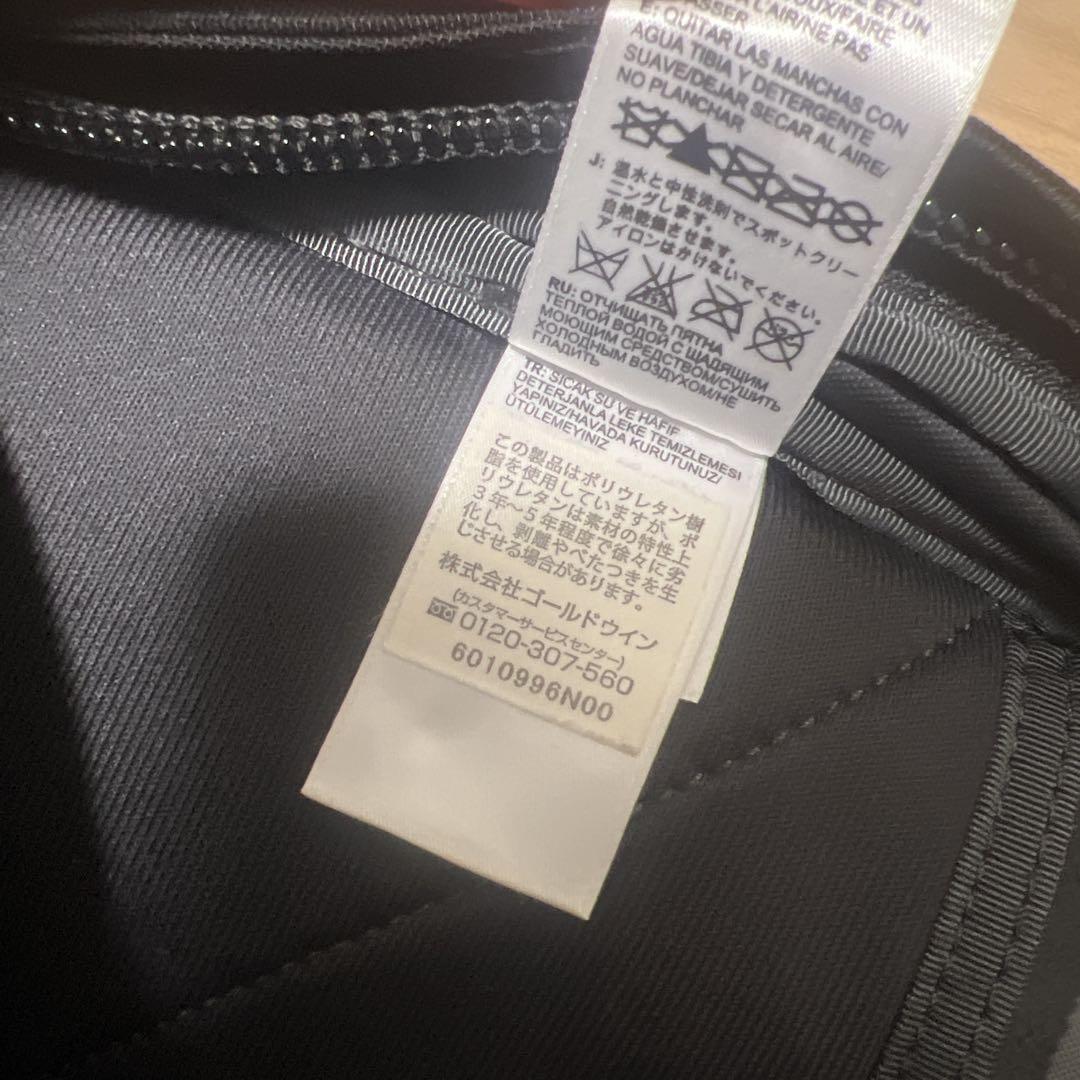 ET UN
OUX/FAIRE
L'AIR/NE PAS
ASSER
E: QUITAR LAS MANCHAS CON
AGUA TIBIA Y DETERGENTE
SUAVE/DEJAR SECAR AL AIRE/
NO PLANCHAR
J: 温水と中性洗剤でスポットクリー
ニングします。
自然乾燥させます。
アイロンはかけないでください。
RU: ОТЧИЩАТЬ ПЯТНА
ТЕПЛОЙ ВОДОЙ С ЩАДЯЩИМ
МОЮЩИМ СРЕДСТВОМ/СУШИТЬ
ХОЛОДНЫМ ВОЗДУХОМ/НЕ
ГЛАДИТЬ
TR: SICAK SU VE HAFIF
DETERJANLA LEKE TEMIZLEMESI
YAPINIZ/HAVADA KURUTUNUZ/
ÜTÜLEMEYINIZ
この製品はポリウレタン樹
脂を使用していますが、ポ
リウレタンは素材の特性上
3年〜5年程度で徐々に劣
化し、剥離やべたつきを生
じさせる場合があります。
株式会社ゴールドウイン
(カスタマーサービスセンター)
0120-307-560
6010996N00